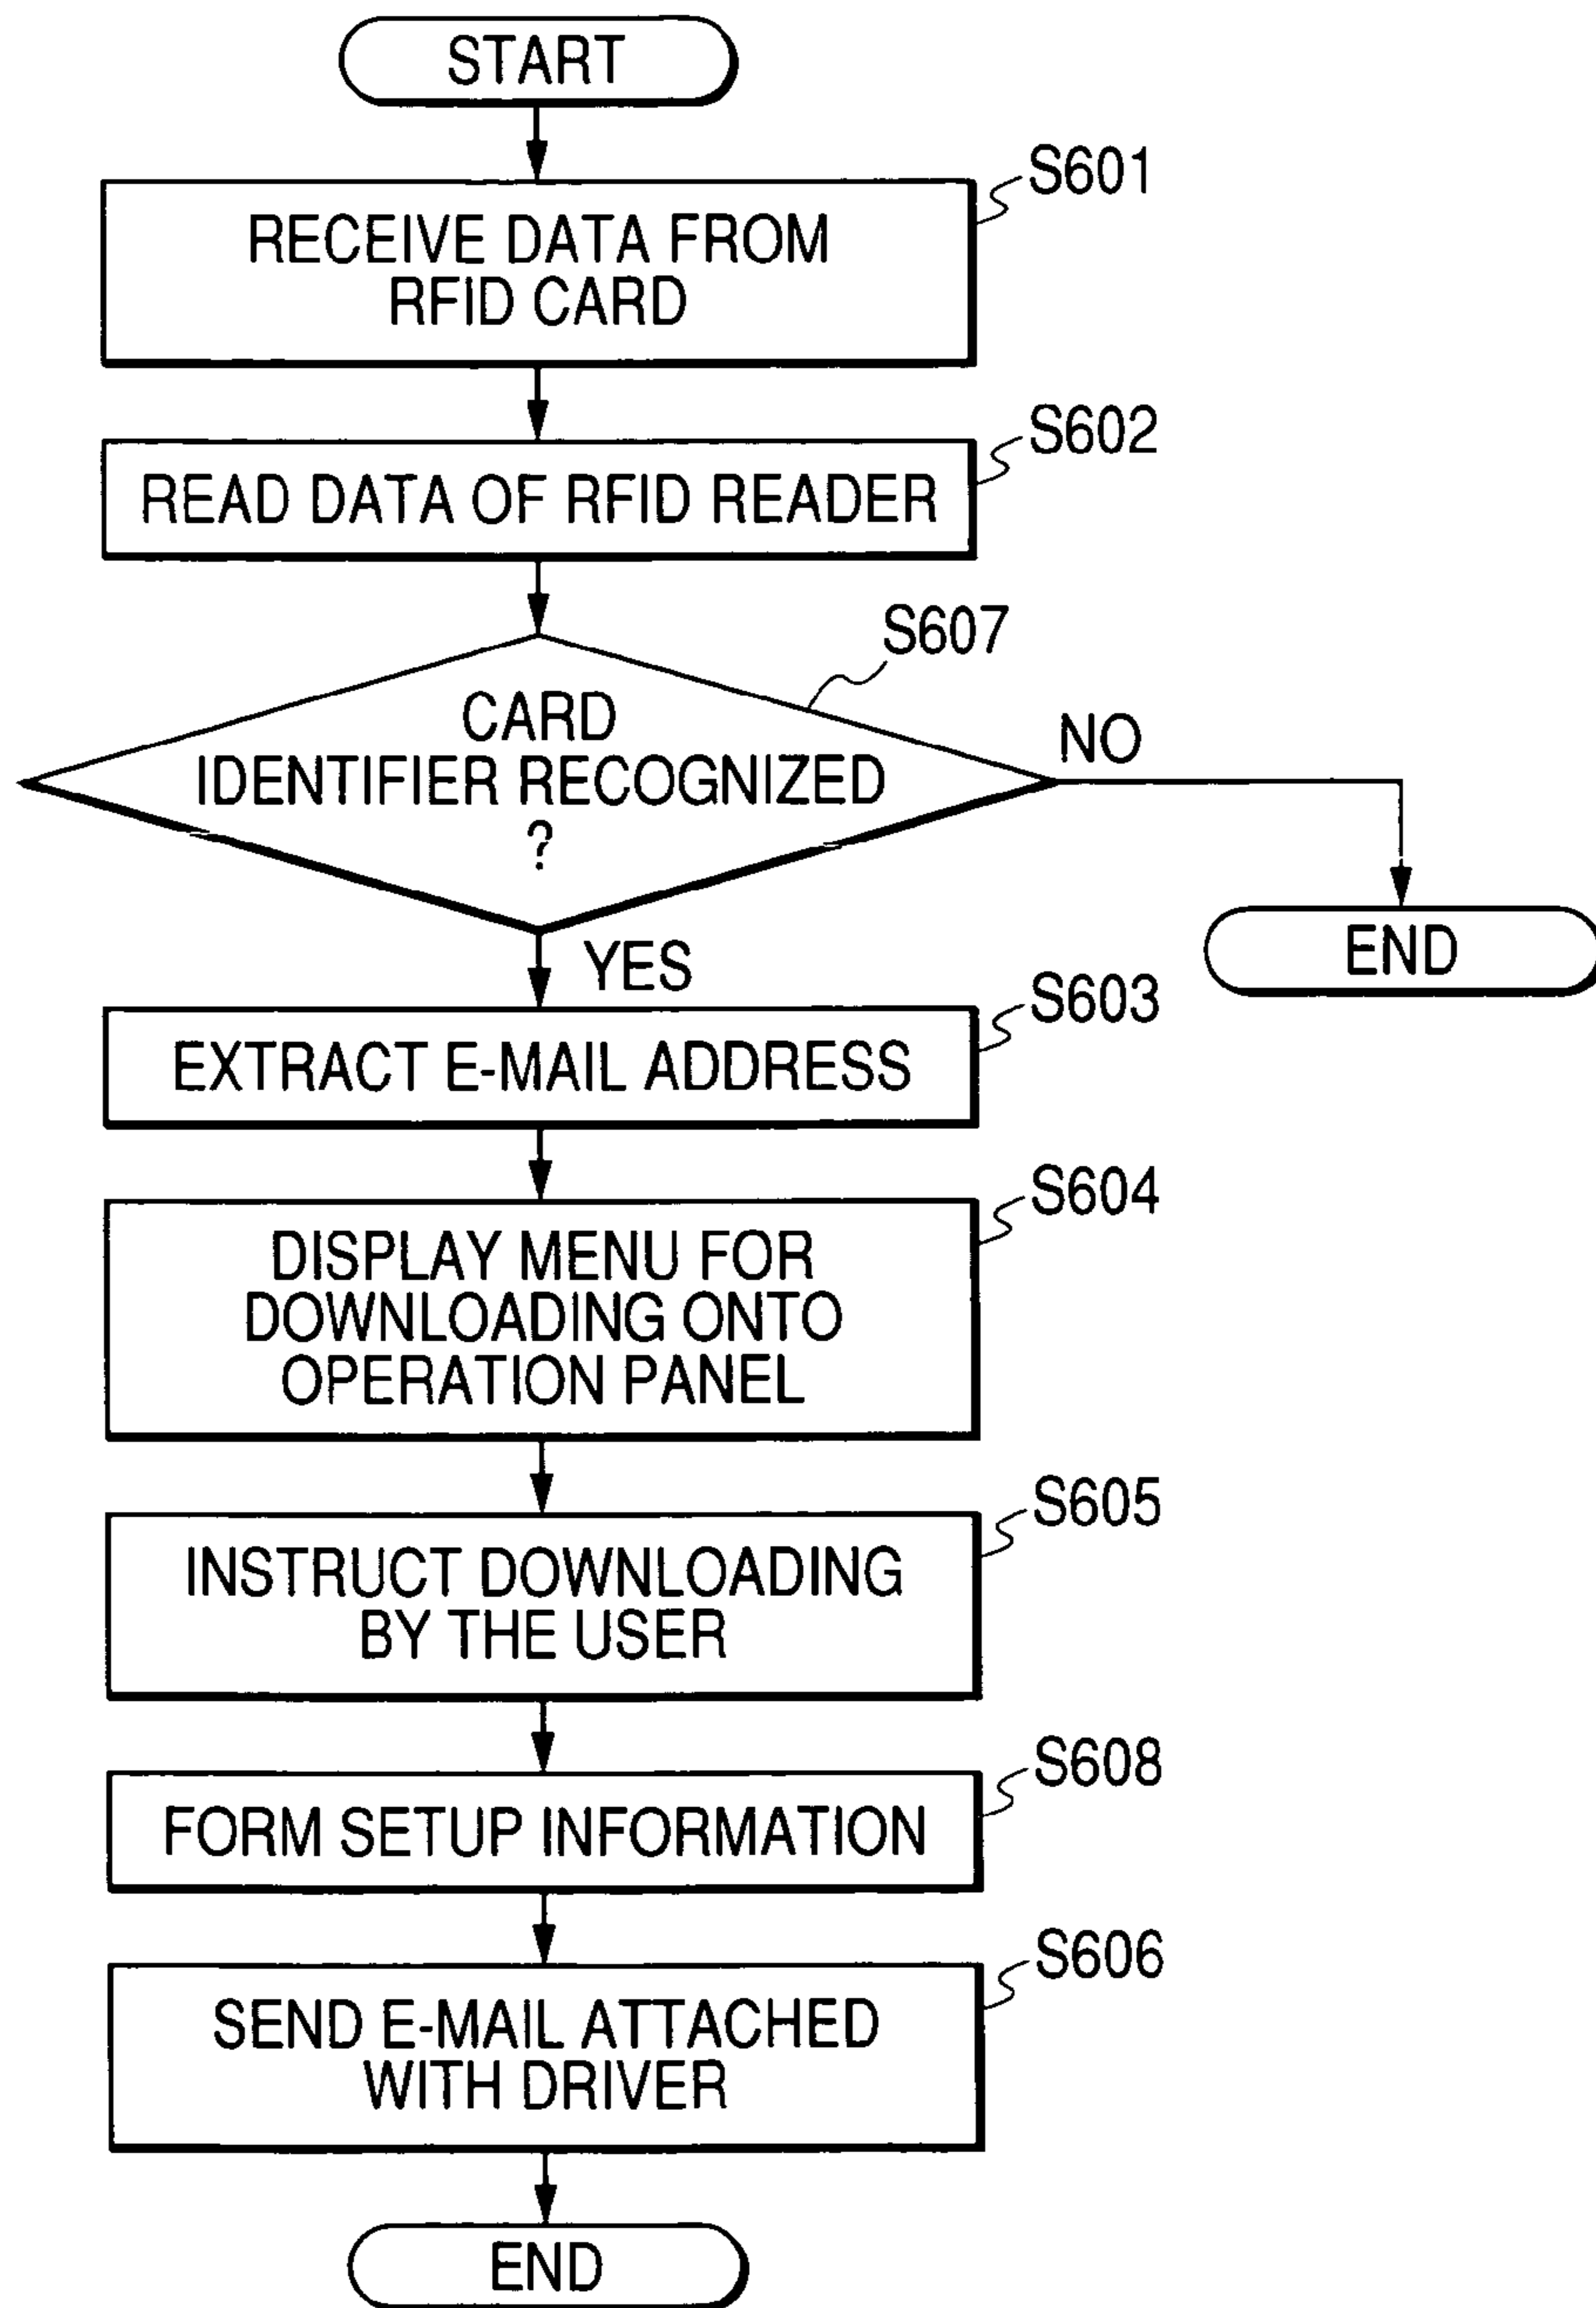 START
S601
RECEIVE DATA FROM
RFID CARD
S602
READ DATA OF RFID READER
S607
CARD
IDENTIFIER RECOGNIZED
?
NO
END
YES
S603
EXTRACT E-MAIL ADDRESS
S604
DISPLAY MENU FOR
DOWNLOADING ONTO
OPERATION PANEL
S605
INSTRUCT DOWNLOADING
BY THE USER
S608
FORM SETUP INFORMATION
S606
SEND E-MAIL ATTACHED
WITH DRIVER
END